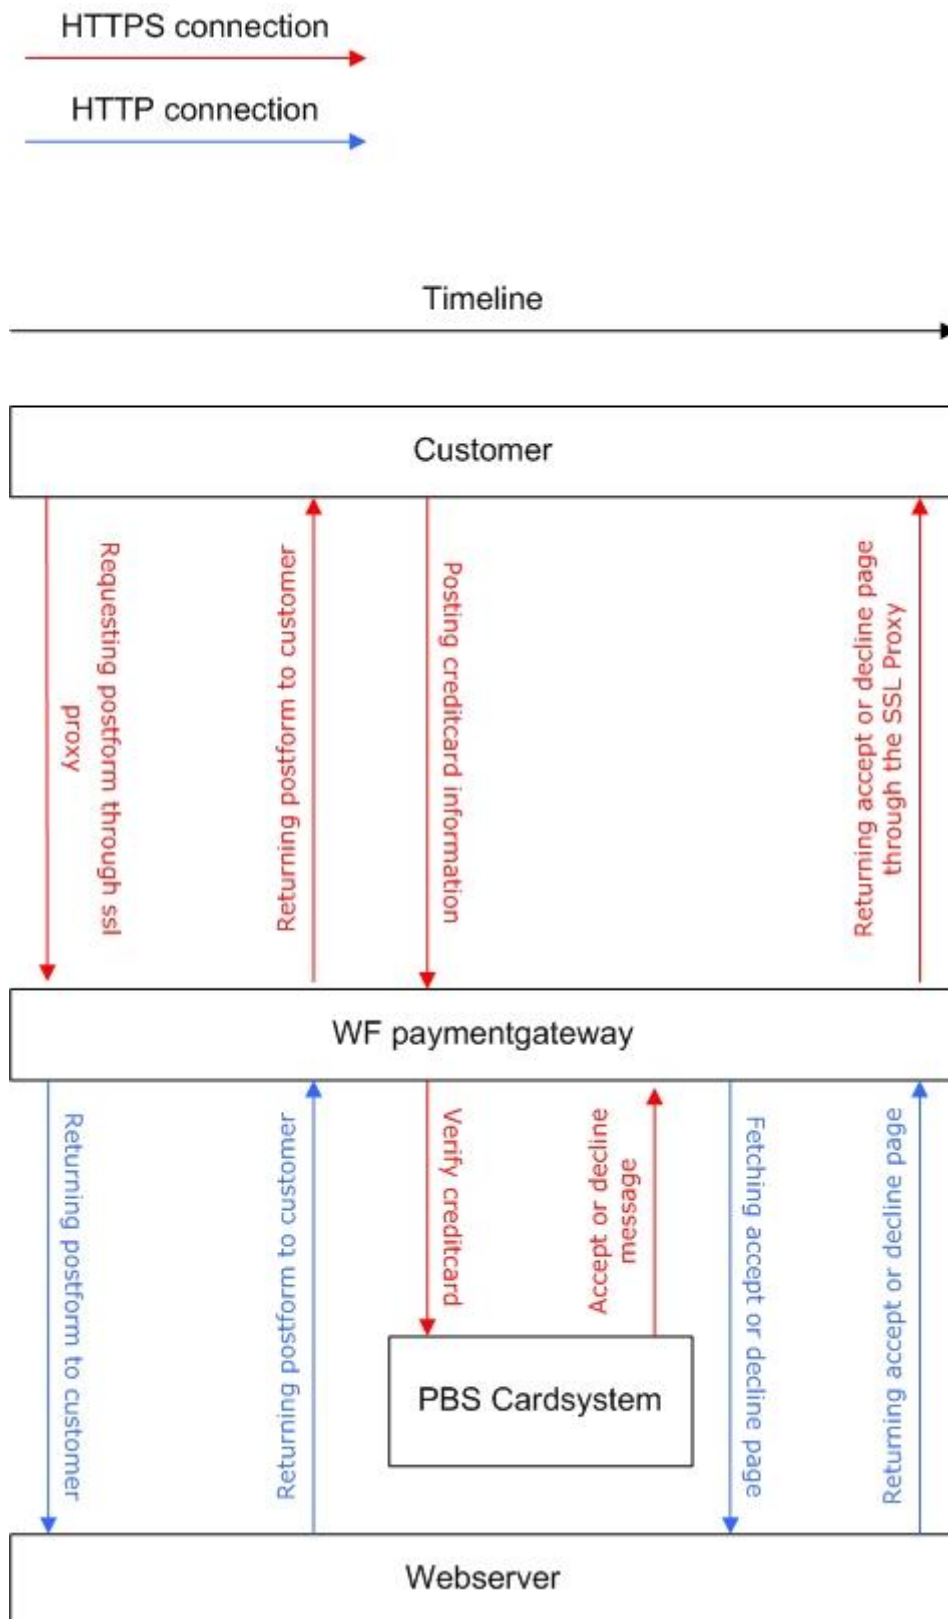 HTTPS connection
HTTP connection
Timeline
Customer
Requesting postform through ssl
proxy
Returning postform to customer
Posting creditcard information
Returning accept or decline page
through the SSL Proxy
WF paymentgateway
Returning postform to customer
Returning postform to customer
Verify creditcard
Accept or decline
message
Fetching accept or decline page
Returning accept or decline page
PBS Cardsystem
Webserver